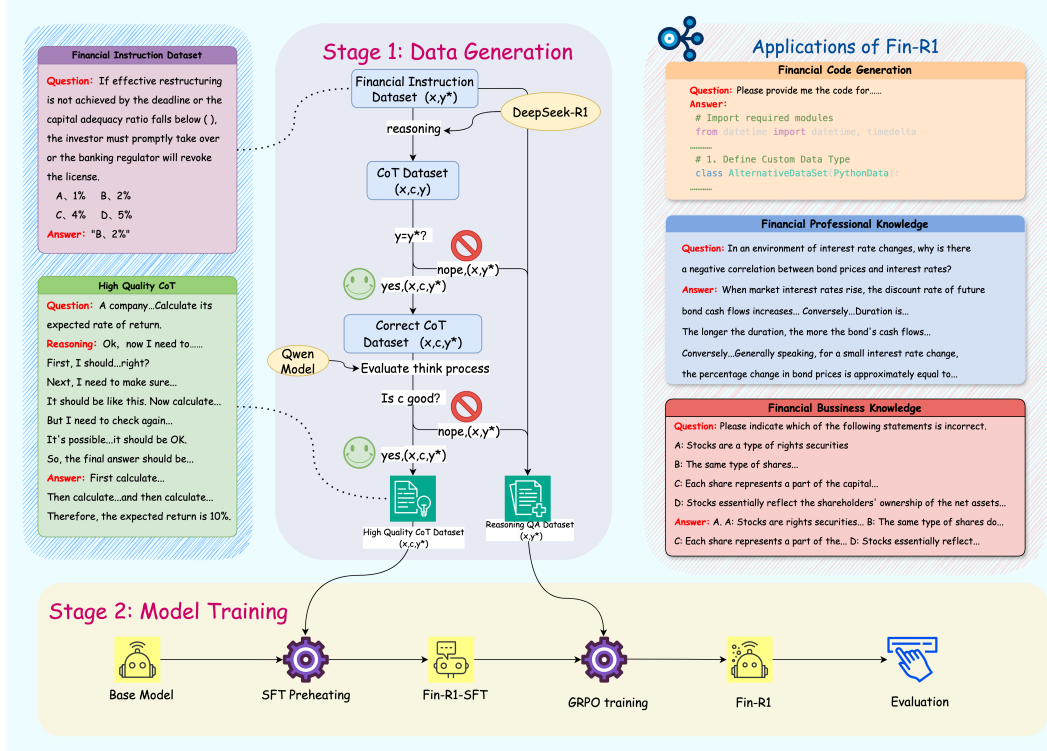 Financial Instruction Dataset
Question: If effective restructuring
is not achieved by the deadline or the
capital adequacy ratio falls below ( ),
the investor must promptly take over
or the banking regulator will revoke
the license.
A、1% B、2%
C、4% D、5%
Answer: "B、2%"
High Quality CoT
Question: A company...Calculate its
expected rate of return.
Reasoning: Ok, now I need to......
First, I should...right?
Next, I need to make sure...
It should be like this. Now calculate...
But I need to check again...
It's possible...it should be OK.
So, the final answer should be...
Answer: First calculate...
Then calculate...and then calculate...
Therefore, the expected return is 10%.
Stage 1: Data Generation
Financial Instruction
Dataset (x,y*)
DeepSeek-R1
reasoning
CoT Dataset
(x,c,y)
y=y*?
nope,(x,y*)
yes,(x,c,y*)
Correct CoT
Dataset (x,c,y*)
Qwen
Model
Evaluate think process
Is c good?
nope,(x,y*)
yes,(x,c,y*)
High Quality CoT Dataset
(x,c,y*)
Reasoning QA Dataset
(x,y*)
Applications of Fin-R1
Financial Code Generation
Question: Please provide me the code for......
Answer:
# Import required modules
from datetime import datetime, timedelta
............
# 1. Define Custom Data Type
class AlternativeDataSet(PythonData):
............
Financial Professional Knowledge
Question: In an environment of interest rate changes, why is there
a negative correlation between bond prices and interest rates?
Answer: When market interest rates rise, the discount rate of future
bond cash flows increases... Conversely...Duration is...
The longer the duration, the more the bond's cash flows...
Conversely...Generally speaking, for a small interest rate change,
the percentage change in bond prices is approximately equal to...
Financial Bussiness Knowledge
Question: Please indicate which of the following statements is incorrect.
A: Stocks are a type of rights securities
B: The same type of shares...
C: Each share represents a part of the capital...
D: Stocks essentially reflect the shareholders' ownership of the net assets...
Answer: A. A: Stocks are rights securities... B: The same type of shares do...
C: Each share represents a part of the... D: Stocks essentially reflect...
Stage 2: Model Training
Base Model
SFT Preheating
Fin-R1-SFT
GRPO training
Fin-R1
Evaluation